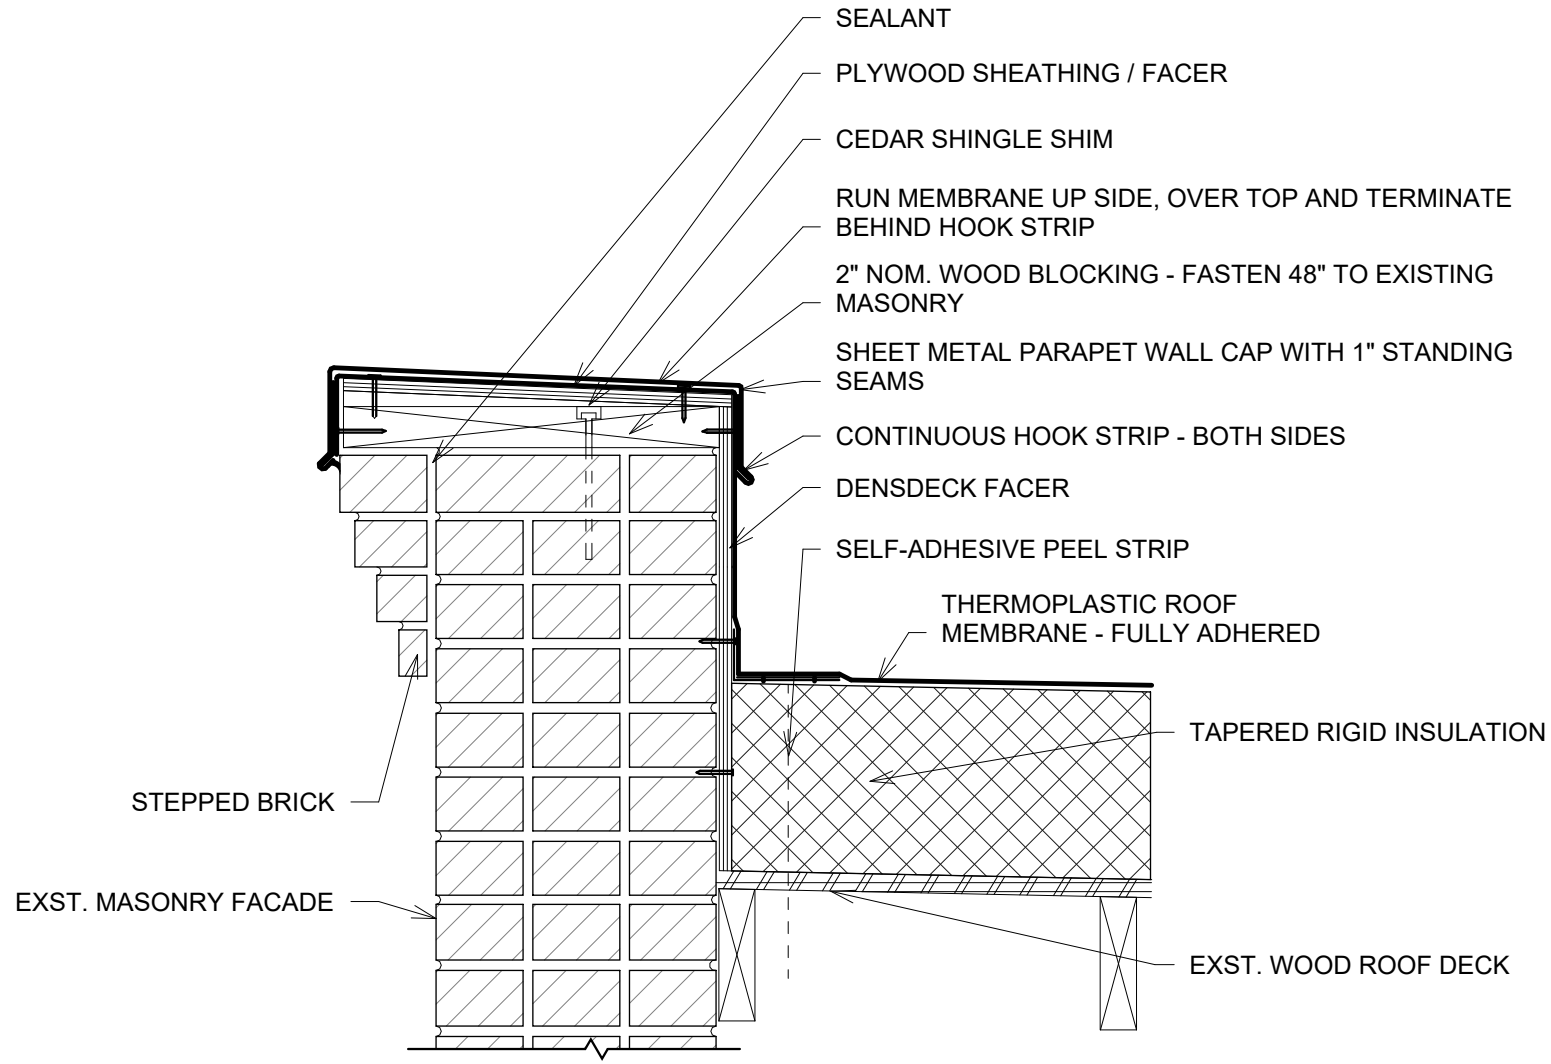 SEALANT
PLYWOOD SHEATHING / FACER
CEDAR SHINGLE SHIM
RUN MEMBRANE UP SIDE, OVER TOP AND TERMINATE
BEHIND HOOK STRIP
2" NOM. WOOD BLOCKING - FASTEN 48" TO EXISTING
MASONRY
SHEET METAL PARAPET WALL CAP WITH 1" STANDING
SEAMS
CONTINUOUS HOOK STRIP - BOTH SIDES
DENSDECK FACER
SELF-ADHESIVE PEEL STRIP
THERMOPLASTIC ROOF
MEMBRANE - FULLY ADHERED
TAPERED RIGID INSULATION
STEPPED BRICK
EXST. MASONRY FACADE
EXST. WOOD ROOF DECK